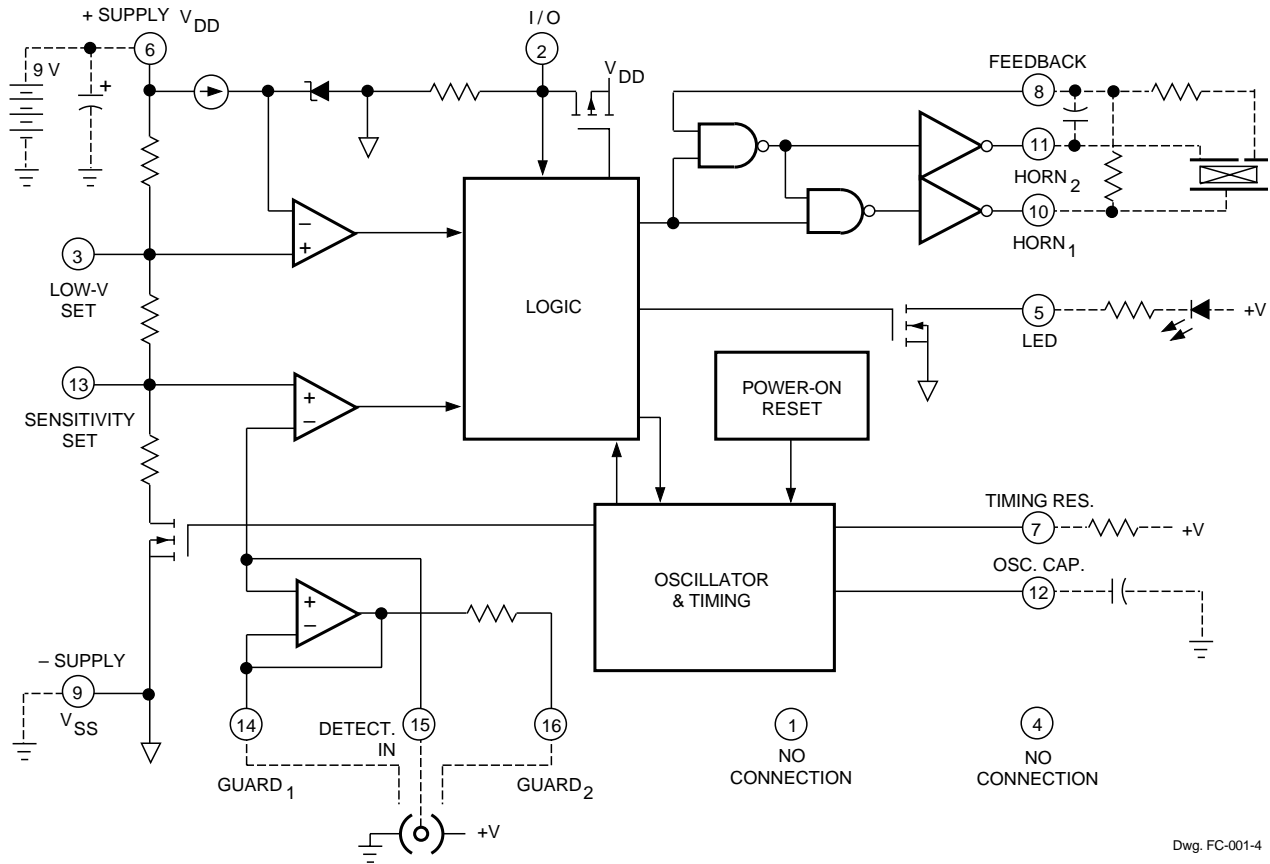 + SUPPLY V DD
6
9 V
+
I / O
2
V DD
FEEDBACK
8
11
HORN 2
10
HORN 1
3
LOW-V
SET
–
+
LOGIC
5
LED
+V
13
SENSITIVITY
SET
+
–
POWER-ON
RESET
OSCILLATOR
& TIMING
TIMING RES.
7
+V
OSC. CAP.
12
+
–
– SUPPLY
9
V SS
14
GUARD 1
DETECT.
IN
15
16
GUARD 2
+V
1
NO
CONNECTION
4
NO
CONNECTION
Dwg. FC-001-4